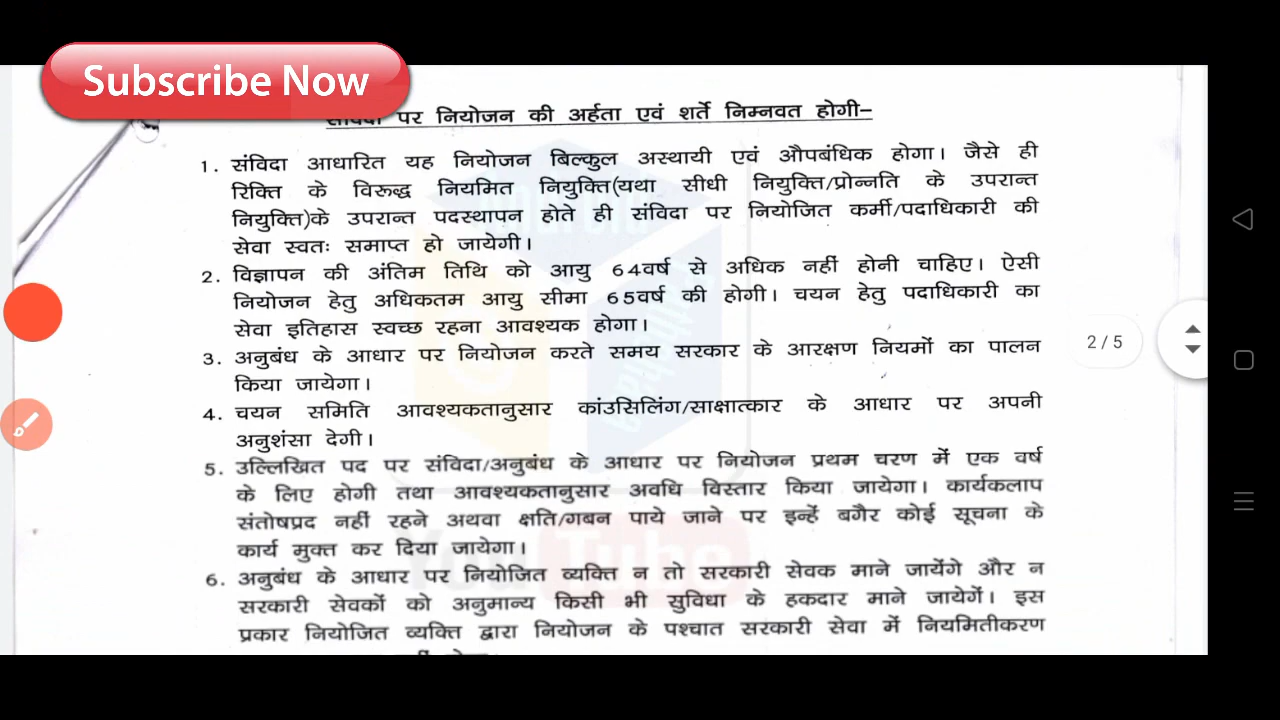 Subscribe Now
पर नियोजन की अर्हता एवं शर्ते निम्नवत होगी–
1. संविदा आधारित यह नियोजन बिल्कुल अस्थायी एवं औपबंधिक होगा। जैसे ही
रिक्ति के विरूद्ध नियमित नियुक्ति(यथा सीधी नियुक्ति/प्रोन्नति के उपरान्त
नियुक्ति)के उपरान्त पदस्थापन होते ही संविदा पर नियोजित कर्मी/पदाधिकारी की
सेवा स्वतः समाप्त हो जायेगी।
2. विज्ञापन की अंतिम तिथि को आयु 64वर्ष से अधिक नहीं होनी चाहिए। ऐसी
नियोजन हेतु अधिकतम आयु सीमा 65वर्ष की होगी। चयन हेतु पदाधिकारी का
सेवा इतिहास स्वच्छ रहना आवश्यक होगा।
3. अनुबंध के आधार पर नियोजन करते समय सरकार के आरक्षण नियमों का पालन
किया जायेगा।
4. चयन समिति आवश्यकतानुसार कांउसिलिंग/साक्षात्कार के आधार पर अपनी
अनुशंसा देगी।
5. उल्लिखित पद पर संविदा/अनुबंध के आधार पर नियोजन प्रथम चरण में एक वर्ष
के लिए होगी तथा आवश्यकतानुसार अवधि विस्तार किया जायेगा। कार्यकलाप
संतोषप्रद नहीं रहने अथवा क्षति/गबन पाये जाने पर इन्हें बगैर कोई सूचना के
कार्य मुक्त कर दिया जायेगा।
6. अनुबंध के आधार पर नियोजित व्यक्ति न तो सरकारी सेवक माने जायेंगे और न
सरकारी सेवकों को अनुमान्य किसी भी सुविधा के हकदार माने जायेगें। इस
प्रकार नियोजित व्यक्ति द्वारा नियोजन के पश्चात सरकारी सेवा में नियमितीकरण
2/5
You Tube